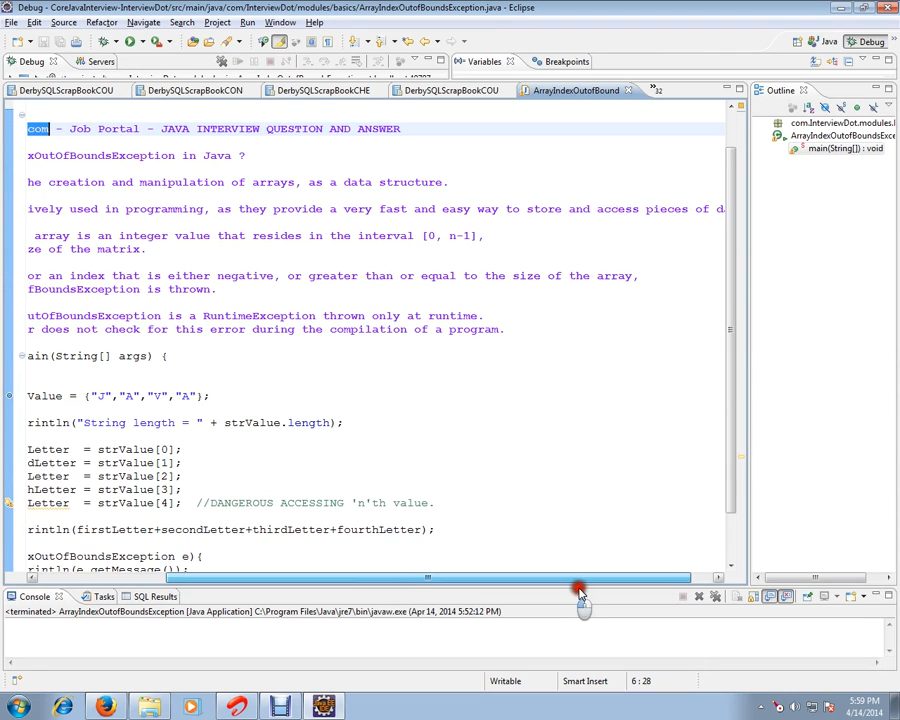 Debug - CoreJavaInterview-InterviewDot/src/main/java/com/InterviewDot/modules/basics/ArrayIndexOutofBoundsException.java - Eclipse
File Edit Source Refactor Navigate Search Project Run Window Help
Java Debug
Debug Servers Variables Breakpoints
DerbySQLScrapBookCOU DerbySQLScrapBookCON DerbySQLScrapBookCHE DerbySQLScrapBookCOU ArrayIndexOutofBound »32 Outline
com.InterviewDot.modules.l
ArrayIndexOutofBoundsExce
main(String[]) : void
com - Job Portal - JAVA INTERVIEW QUESTION AND ANSWER
xOutOfBoundsException in Java ?
he creation and manipulation of arrays, as a data structure.
ively used in programming, as they provide a very fast and easy way to store and access pieces of da
array is an integer value that resides in the interval [0, n-1],
ze of the matrix.
or an index that is either negative, or greater than or equal to the size of the array,
fBoundsException is thrown.
utOfBoundsException is a RuntimeException thrown only at runtime.
r does not check for this error during the compilation of a program.
ain(String[] args) {
Value = {"J","A","V","A"};
rintln("String length = " + strValue.length);
Letter = strValue[0];
dLetter = strValue[1];
Letter = strValue[2];
hLetter = strValue[3];
Letter = strValue[4]; //DANGEROUS ACCESSING 'n'th value.
rintln(firstLetter+secondLetter+thirdLetter+fourthLetter);
xOutOfBoundsException e){
rintln(e.getMessage());
Console Tasks SQL Results
<terminated> ArrayIndexOutofBoundsException [Java Application] C:\Program Files\Java\jre7\bin\javaw.exe (Apr 14, 2014 5:52:12 PM)
Writable Smart Insert 6 : 28
5:59 PM
4/14/2014